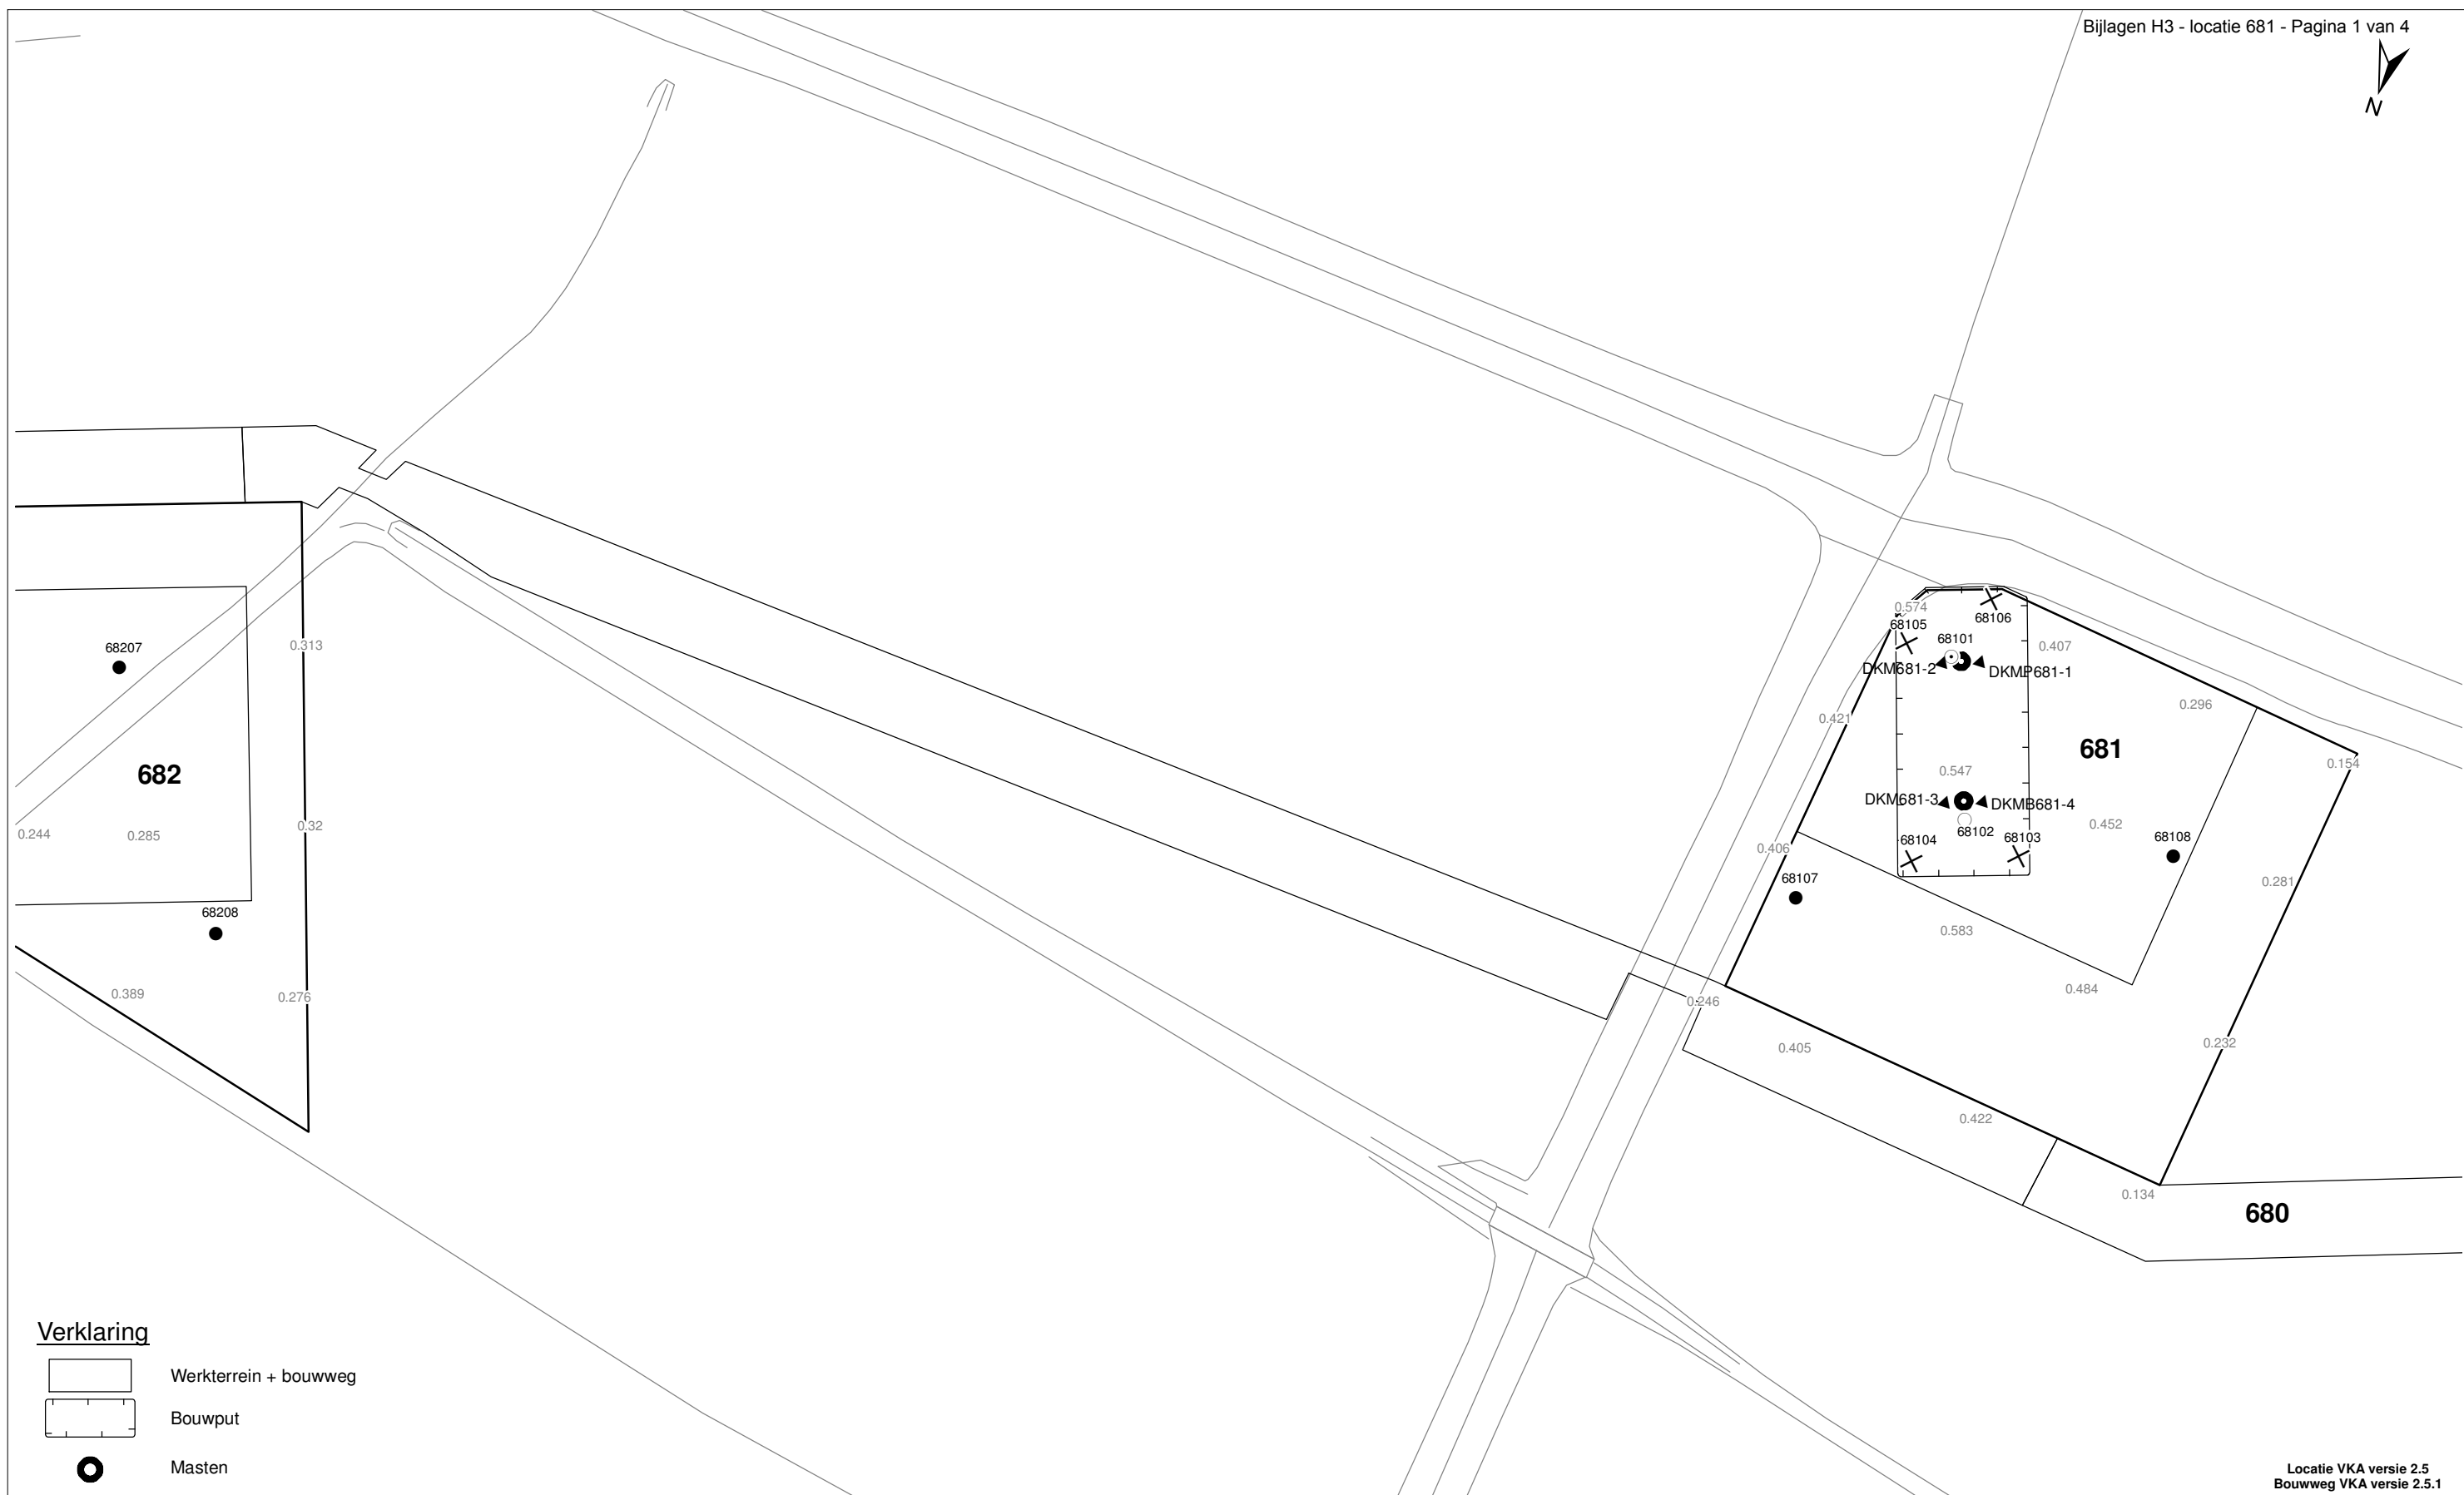 Bijlagen H3 - locatie 681 - Pagina 1 van 4
N
0.574
68105
68106
68101
0.407
DKM681-2
DKMP681-1
68207
0.313
0.296
0.421
681
0.154
682
0.547
DKM681-3
DKMB681-4
0.32
0.452
0.244
0.285
68102
68104
68103
68108
0.406
68107
0.281
68208
0.583
0.389
0.276
0.484
0.246
0.405
0.232
0.422
0.134
680
Verklaring
Werkterrein + bouwweg
Bouwput
Masten
Locatie VKA versie 2.5
Bouwweg VKA versie 2.5.1